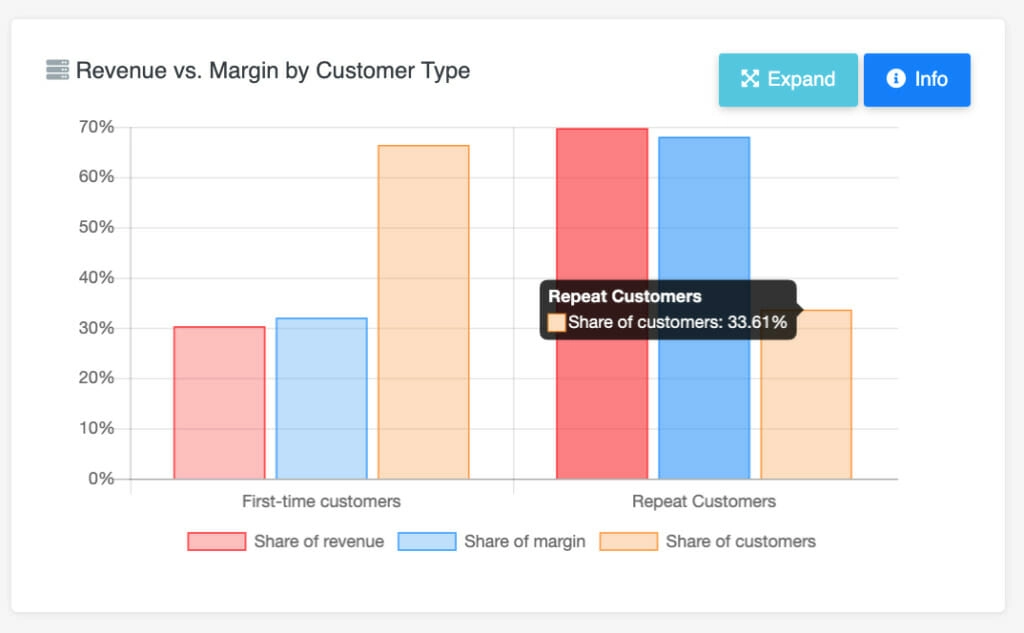 Revenue vs. Margin by Customer Type
Expand
Info
70%
60%
50%
40%
30%
20%
10%
0%
Repeat Customers
Share of customers: 33.61%
First-time customers
Repeat Customers
Share of revenue
Share of margin
Share of customers